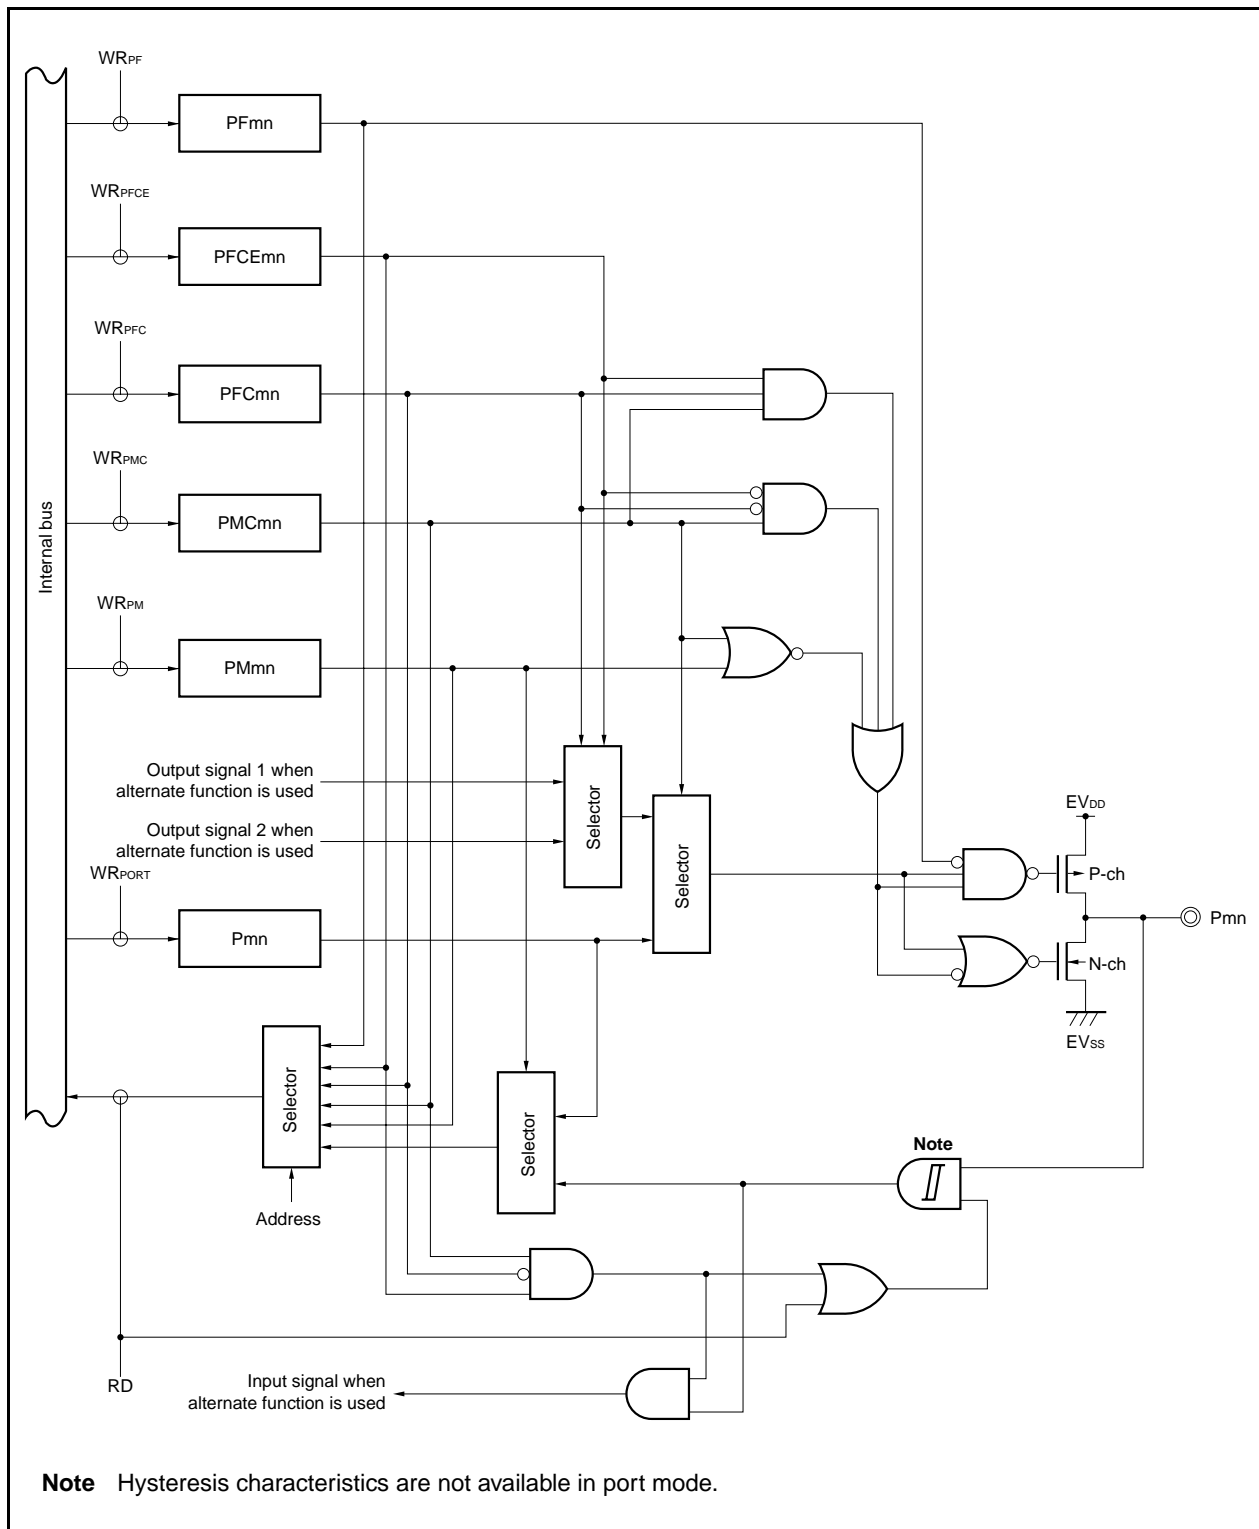 WRPF
PFmn
WRPFCE
PFCEmn
WRPFC
PFCmn
WRPMC
PMCmn
Internal bus
WRPM
PMmn
Output signal 1 when
alternate function is used
Output signal 2 when
alternate function is used
Selector
Selector
WRPORT
Pmn
EVDD
P-ch
Pmn
N-ch
EVSS
Selector
Selector
Address
Note
RD
Input signal when
alternate function is used
Note Hysteresis characteristics are not available in port mode.